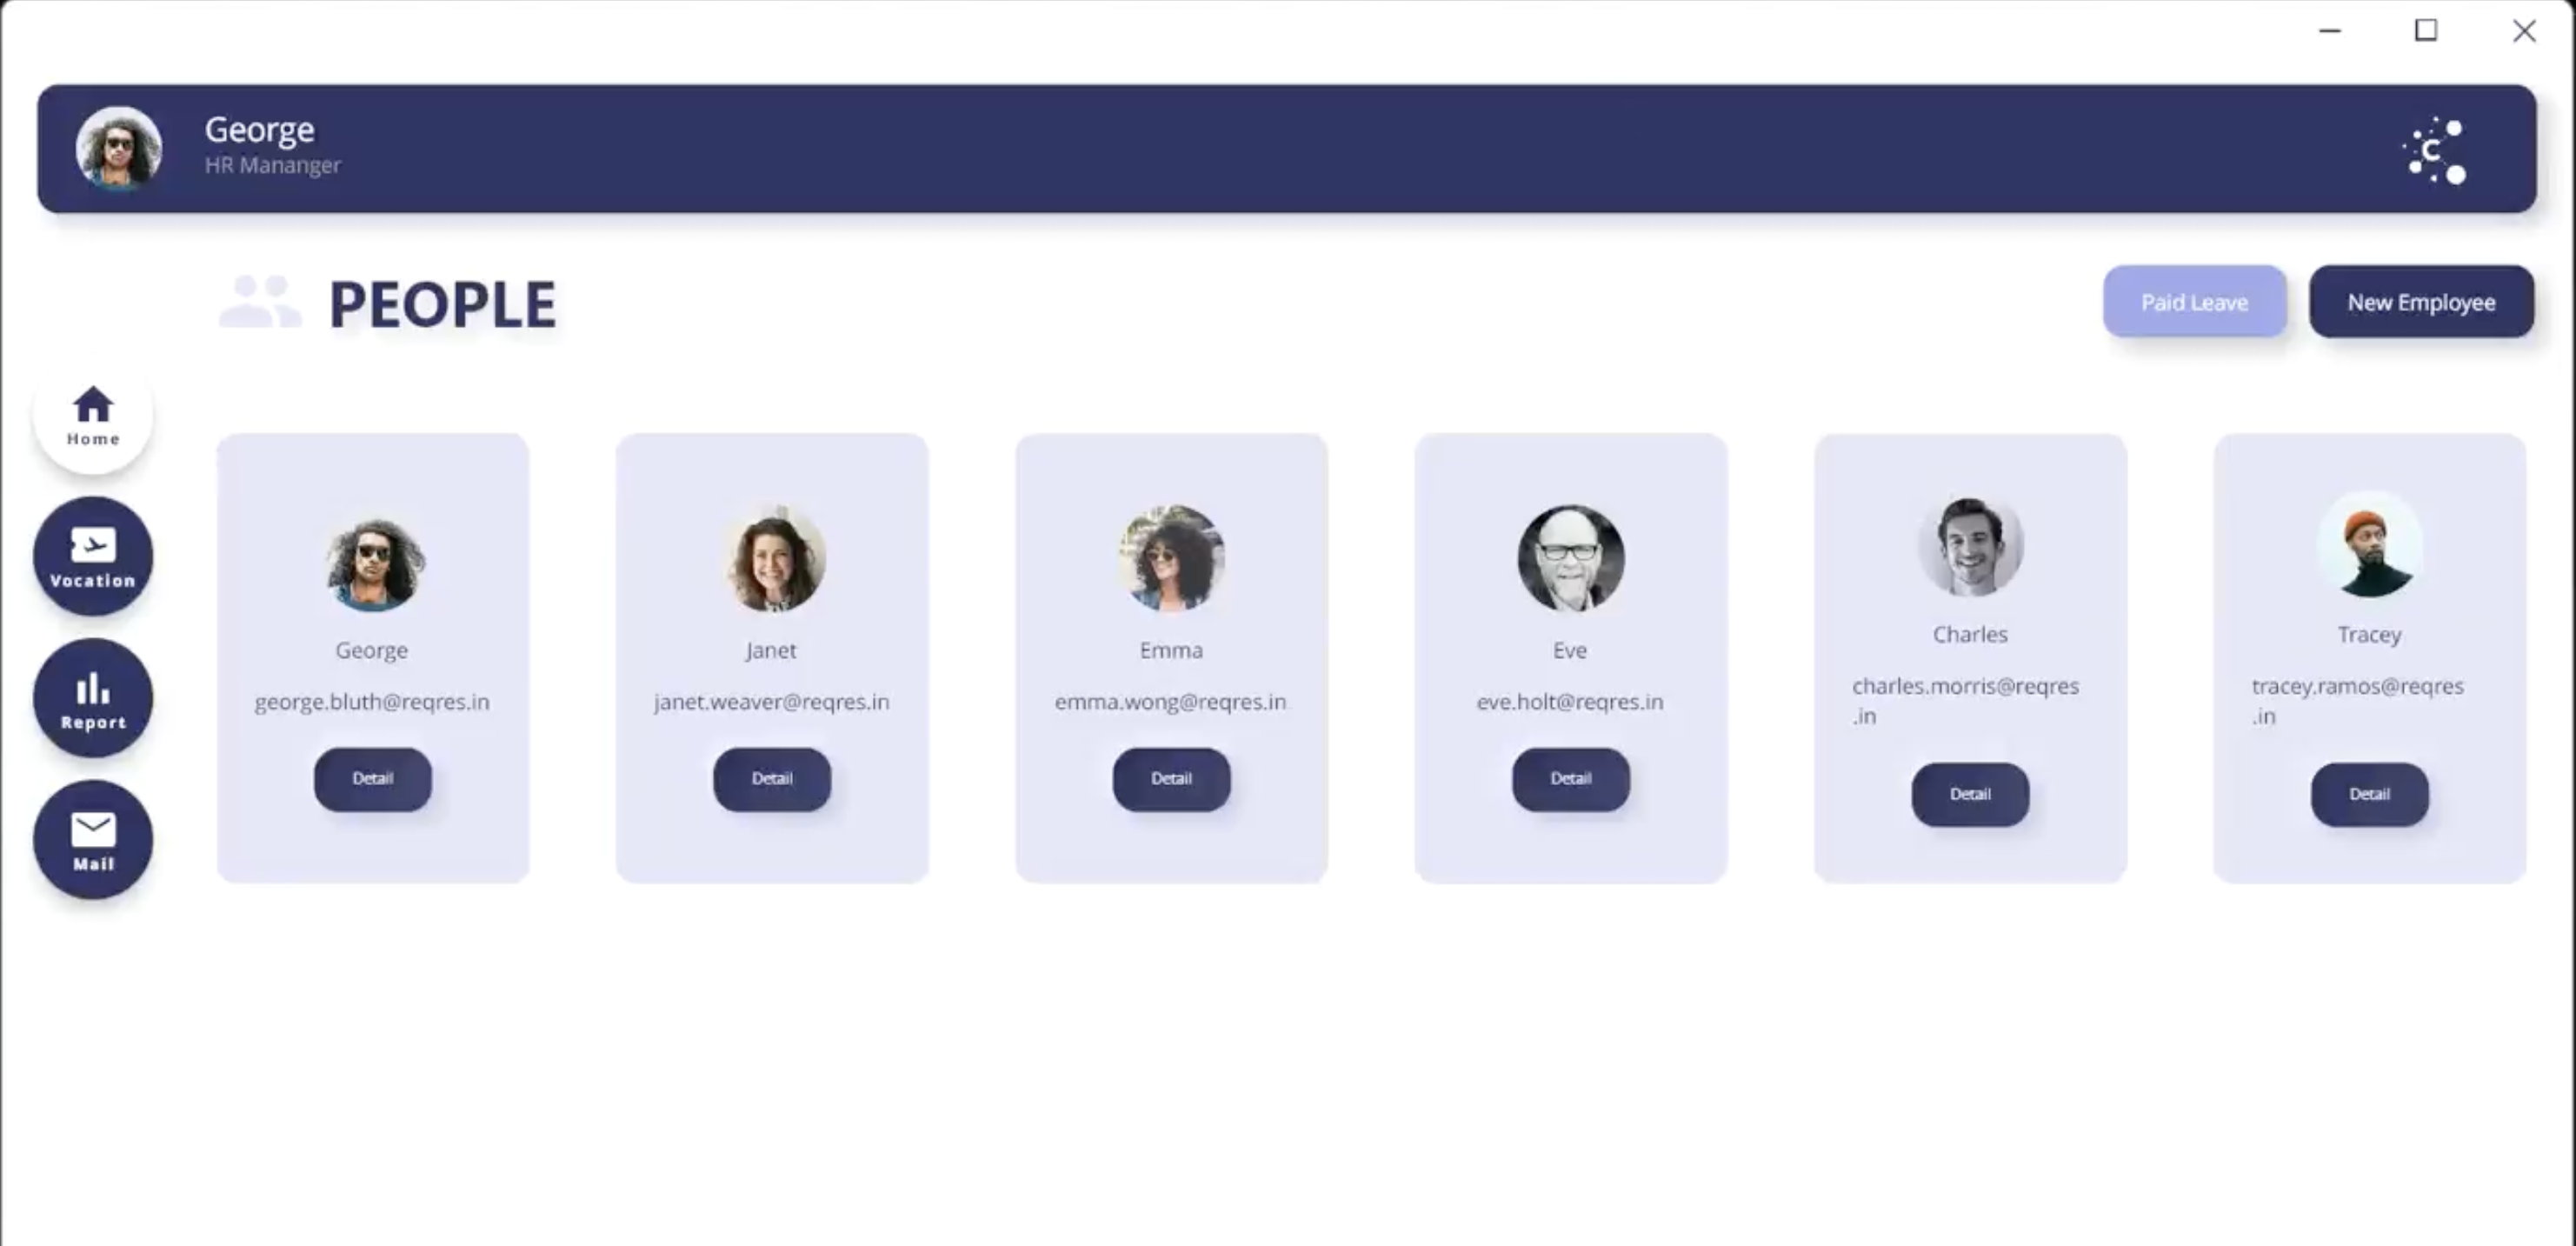 George
HR Mananger
C
PEOPLE
Paid Leave
New Employee
Home
Vocation
Report
Mail
George
george.bluth@reqres.in
Detail
Janet
janet.weaver@reqres.in
Detail
Emma
emma.wong@reqres.in
Detail
Eve
eve.holt@reqres.in
Detail
Charles
charles.morris@reqres
.in
Detail
Tracey
tracey.ramos@reqres
.in
Detail